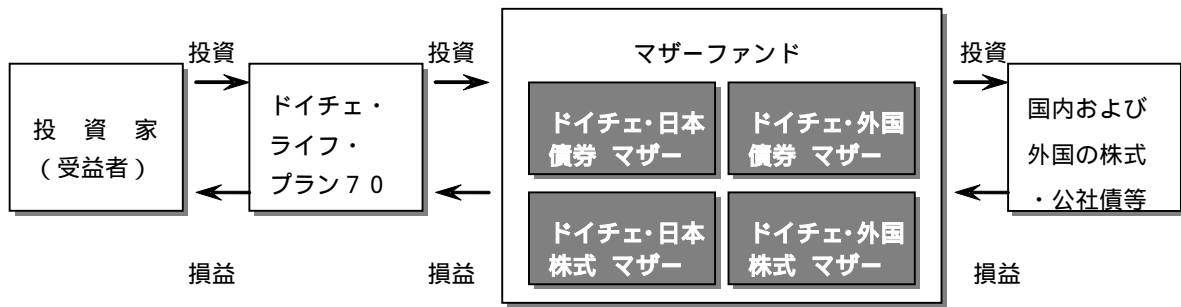 投資
投資
マザーファンド
投資
投 資 家
（受益者）
ドイチェ・
ライフ・
プラン７０
ドイチェ・日本
債券 マザー
ドイチェ・外国
債券 マザー
ドイチェ・日本
株式 マザー
ドイチェ・外国
株式 マザー
国内および
外国の株式
・公社債等
損益
損益
損益